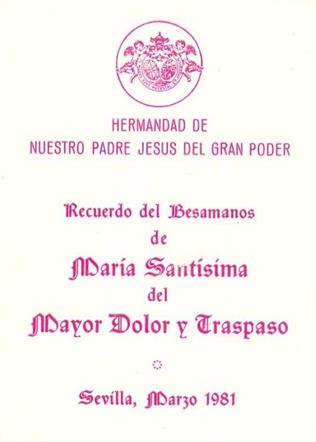 HERMANDAD DE
NUESTRO PADRE JESUS DEL GRAN PODER
Recuerdo del Besamanos
de
María Santísima
del
Mayor Dolor y Traspaso
Sevilla, Marzo 1981